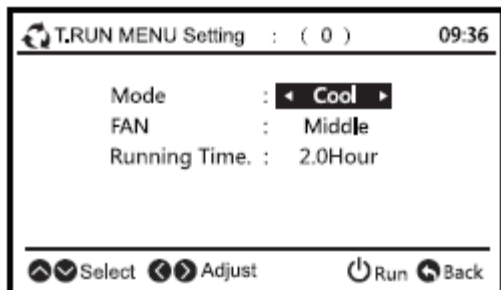 T.RUN MENU Setting : ( 0 ) 09:36
Mode : Cool
FAN : Middle
Running Time. : 2.0Hour
Select Adjust Run Back